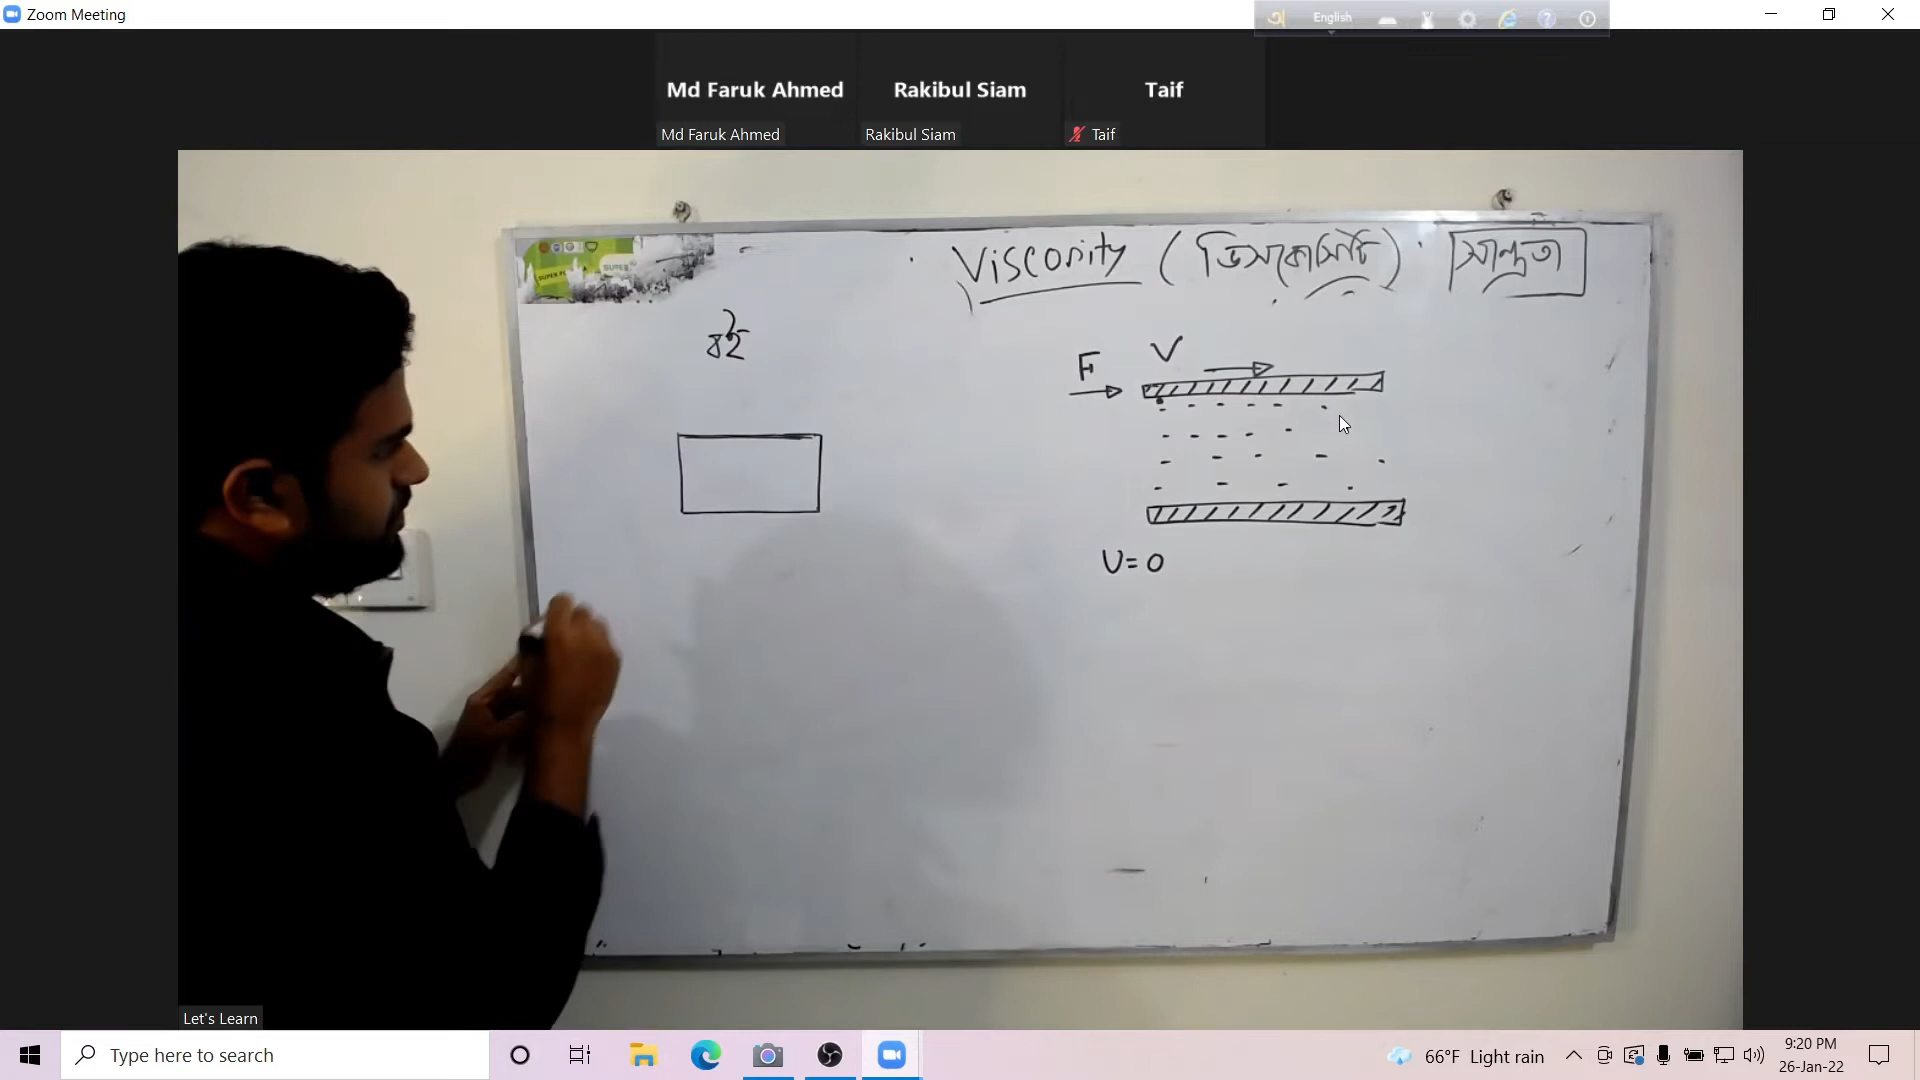 Zoom Meeting
English
Md Faruk Ahmed Rakibul Siam Taif
Md Faruk Ahmed Rakibul Siam Taif
Viscosity (ভিসকোসিটি) সান্দ্রতা
V
F
V=0
Let's Learn
Type here to search
66°F Light rain
9:20 PM
26-Jan-22